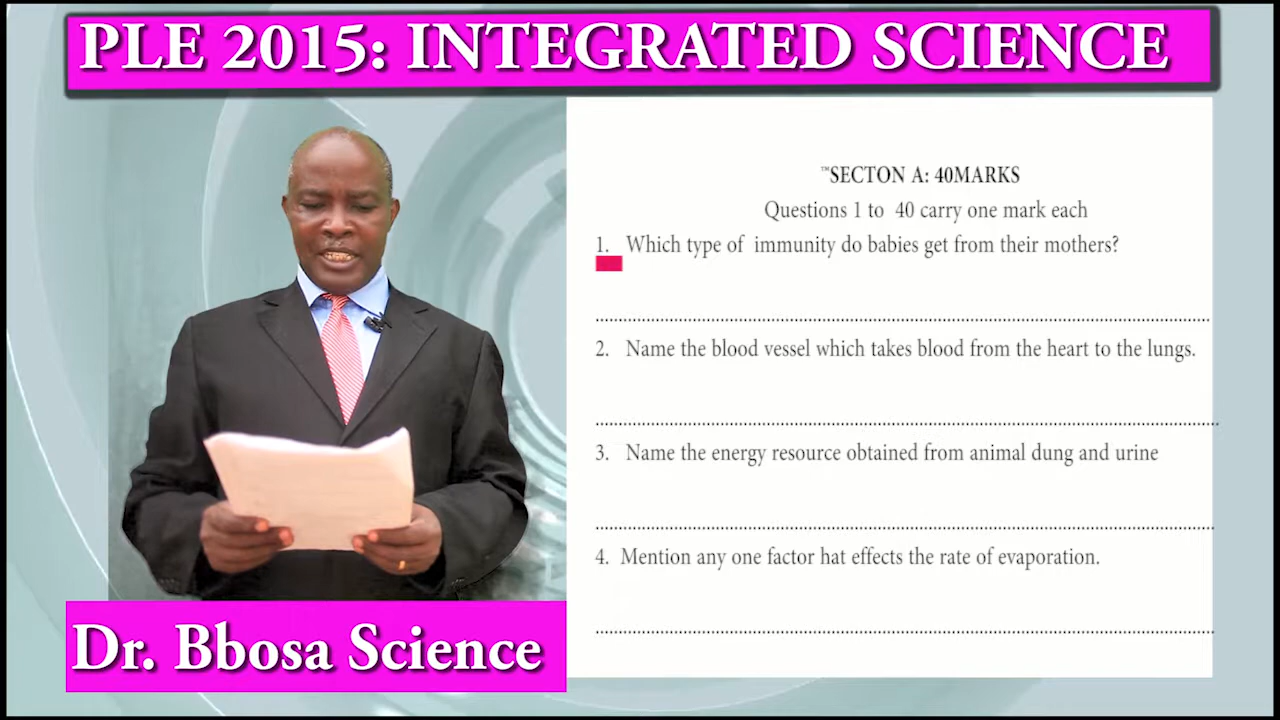 PLE 2015: INTEGRATED SCIENCE
™SECTON A: 40MARKS
Questions 1 to 40 carry one mark each
1. Which type of immunity do babies get from their mothers?
2. Name the blood vessel which takes blood from the heart to the lungs.
3. Name the energy resource obtained from animal dung and urine
4. Mention any one factor hat effects the rate of evaporation.
Dr. Bbosa Science